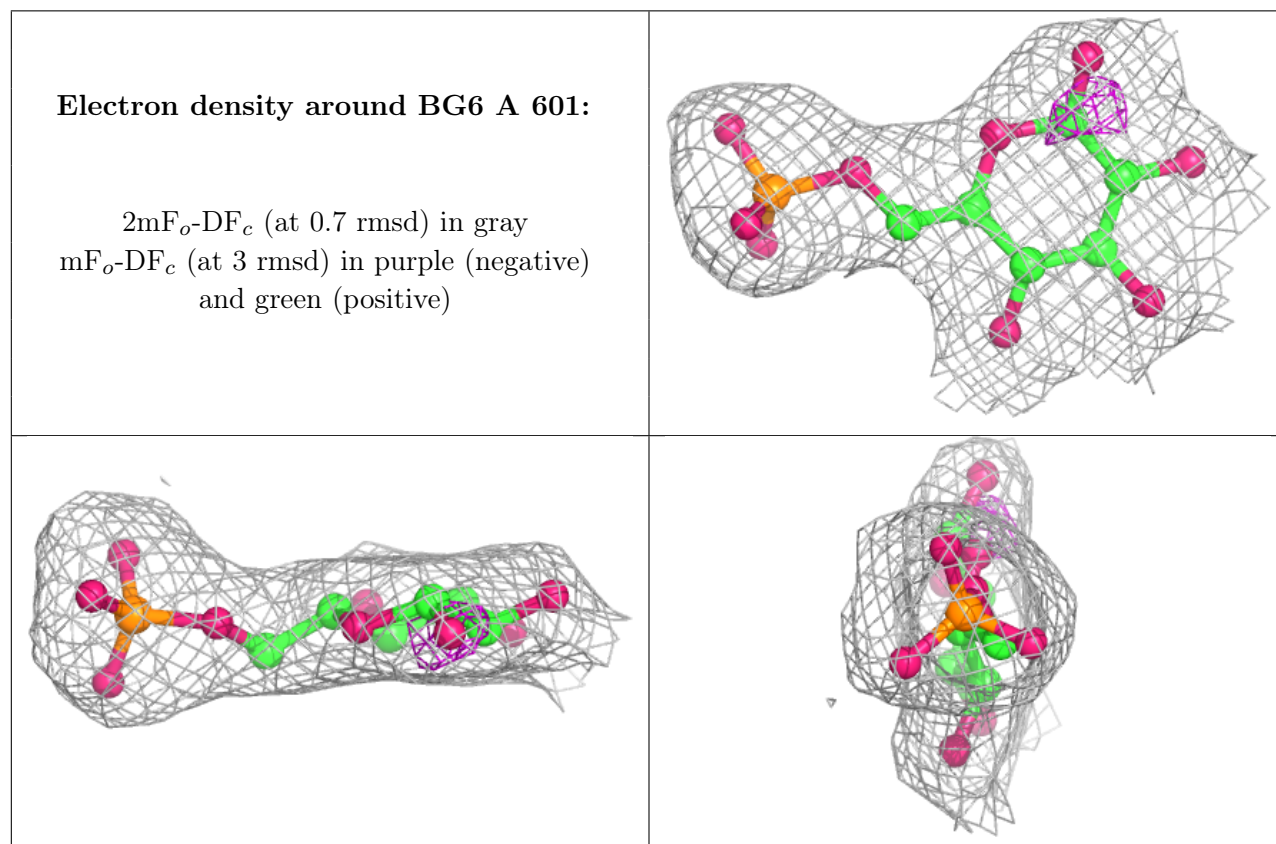 Electron density around BG6 A 601:
2mFo-DFc (at 0.7 rmsd) in gray
mFo-DFc (at 3 rmsd) in purple (negative)
and green (positive)